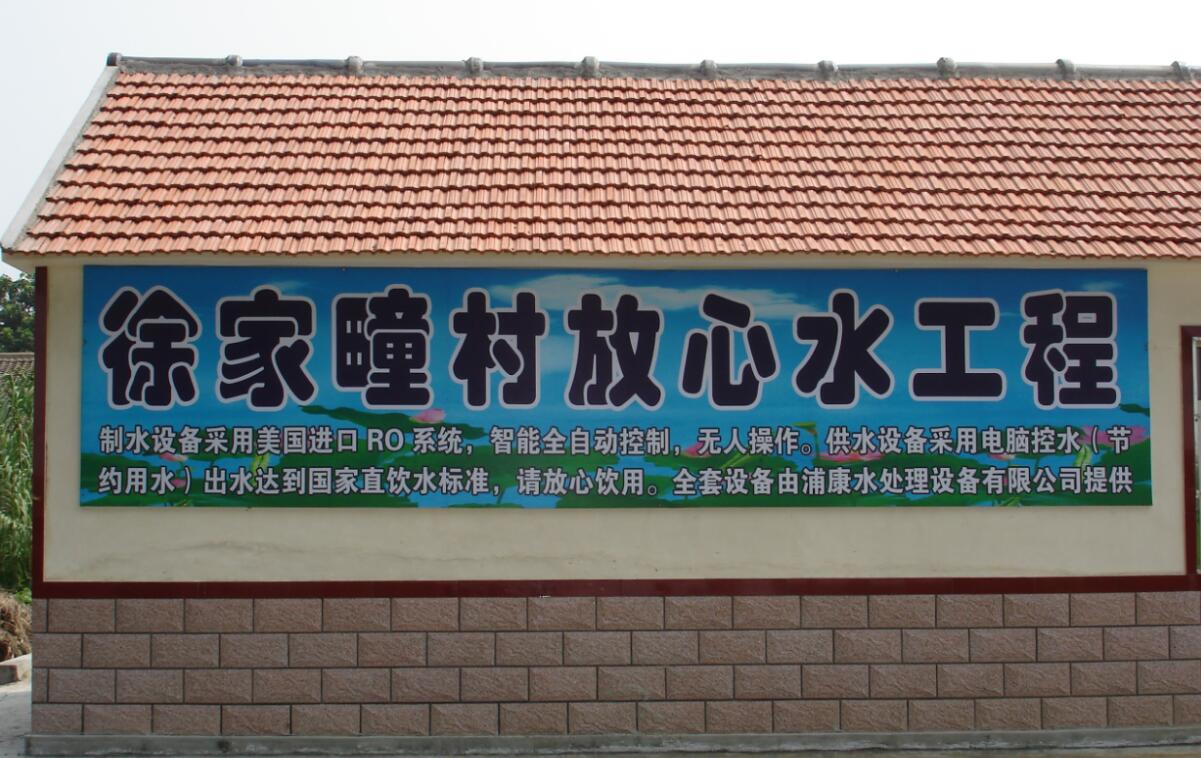 徐家疃村放心水工程
制水设备采用美国进口 RO 系统，智能全自动控制，无人操作。供水设备采用电脑控水（节
约用水）出水达到国家直饮水标准，请放心饮用。全套设备由浦康水处理设备有限公司提供